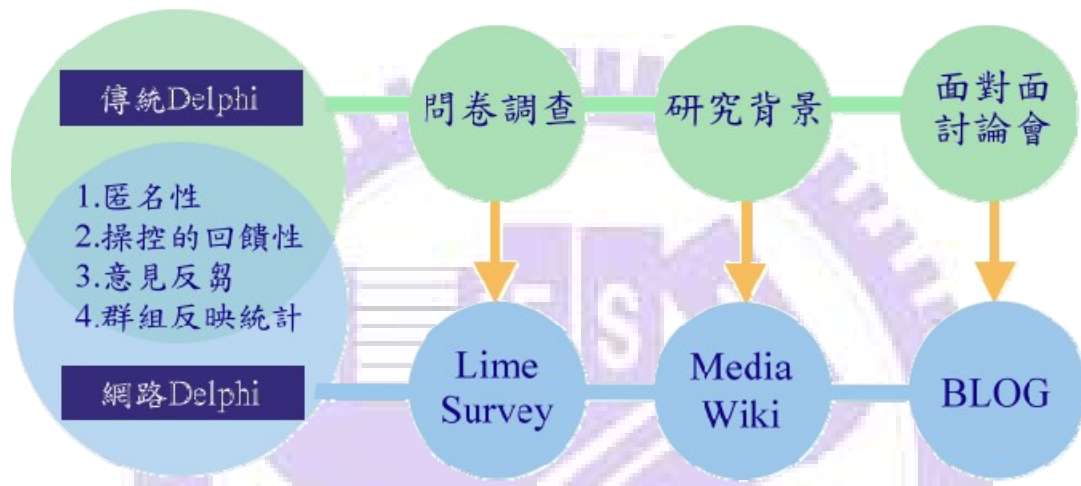 傳統Delphi
問卷調查
研究背景
面對面
討論會
1.匿名性
2.操控的回饋性
3.意見反芻
4.群組反映統計
網路Delphi
Lime
Survey
Media
Wiki
BLOG